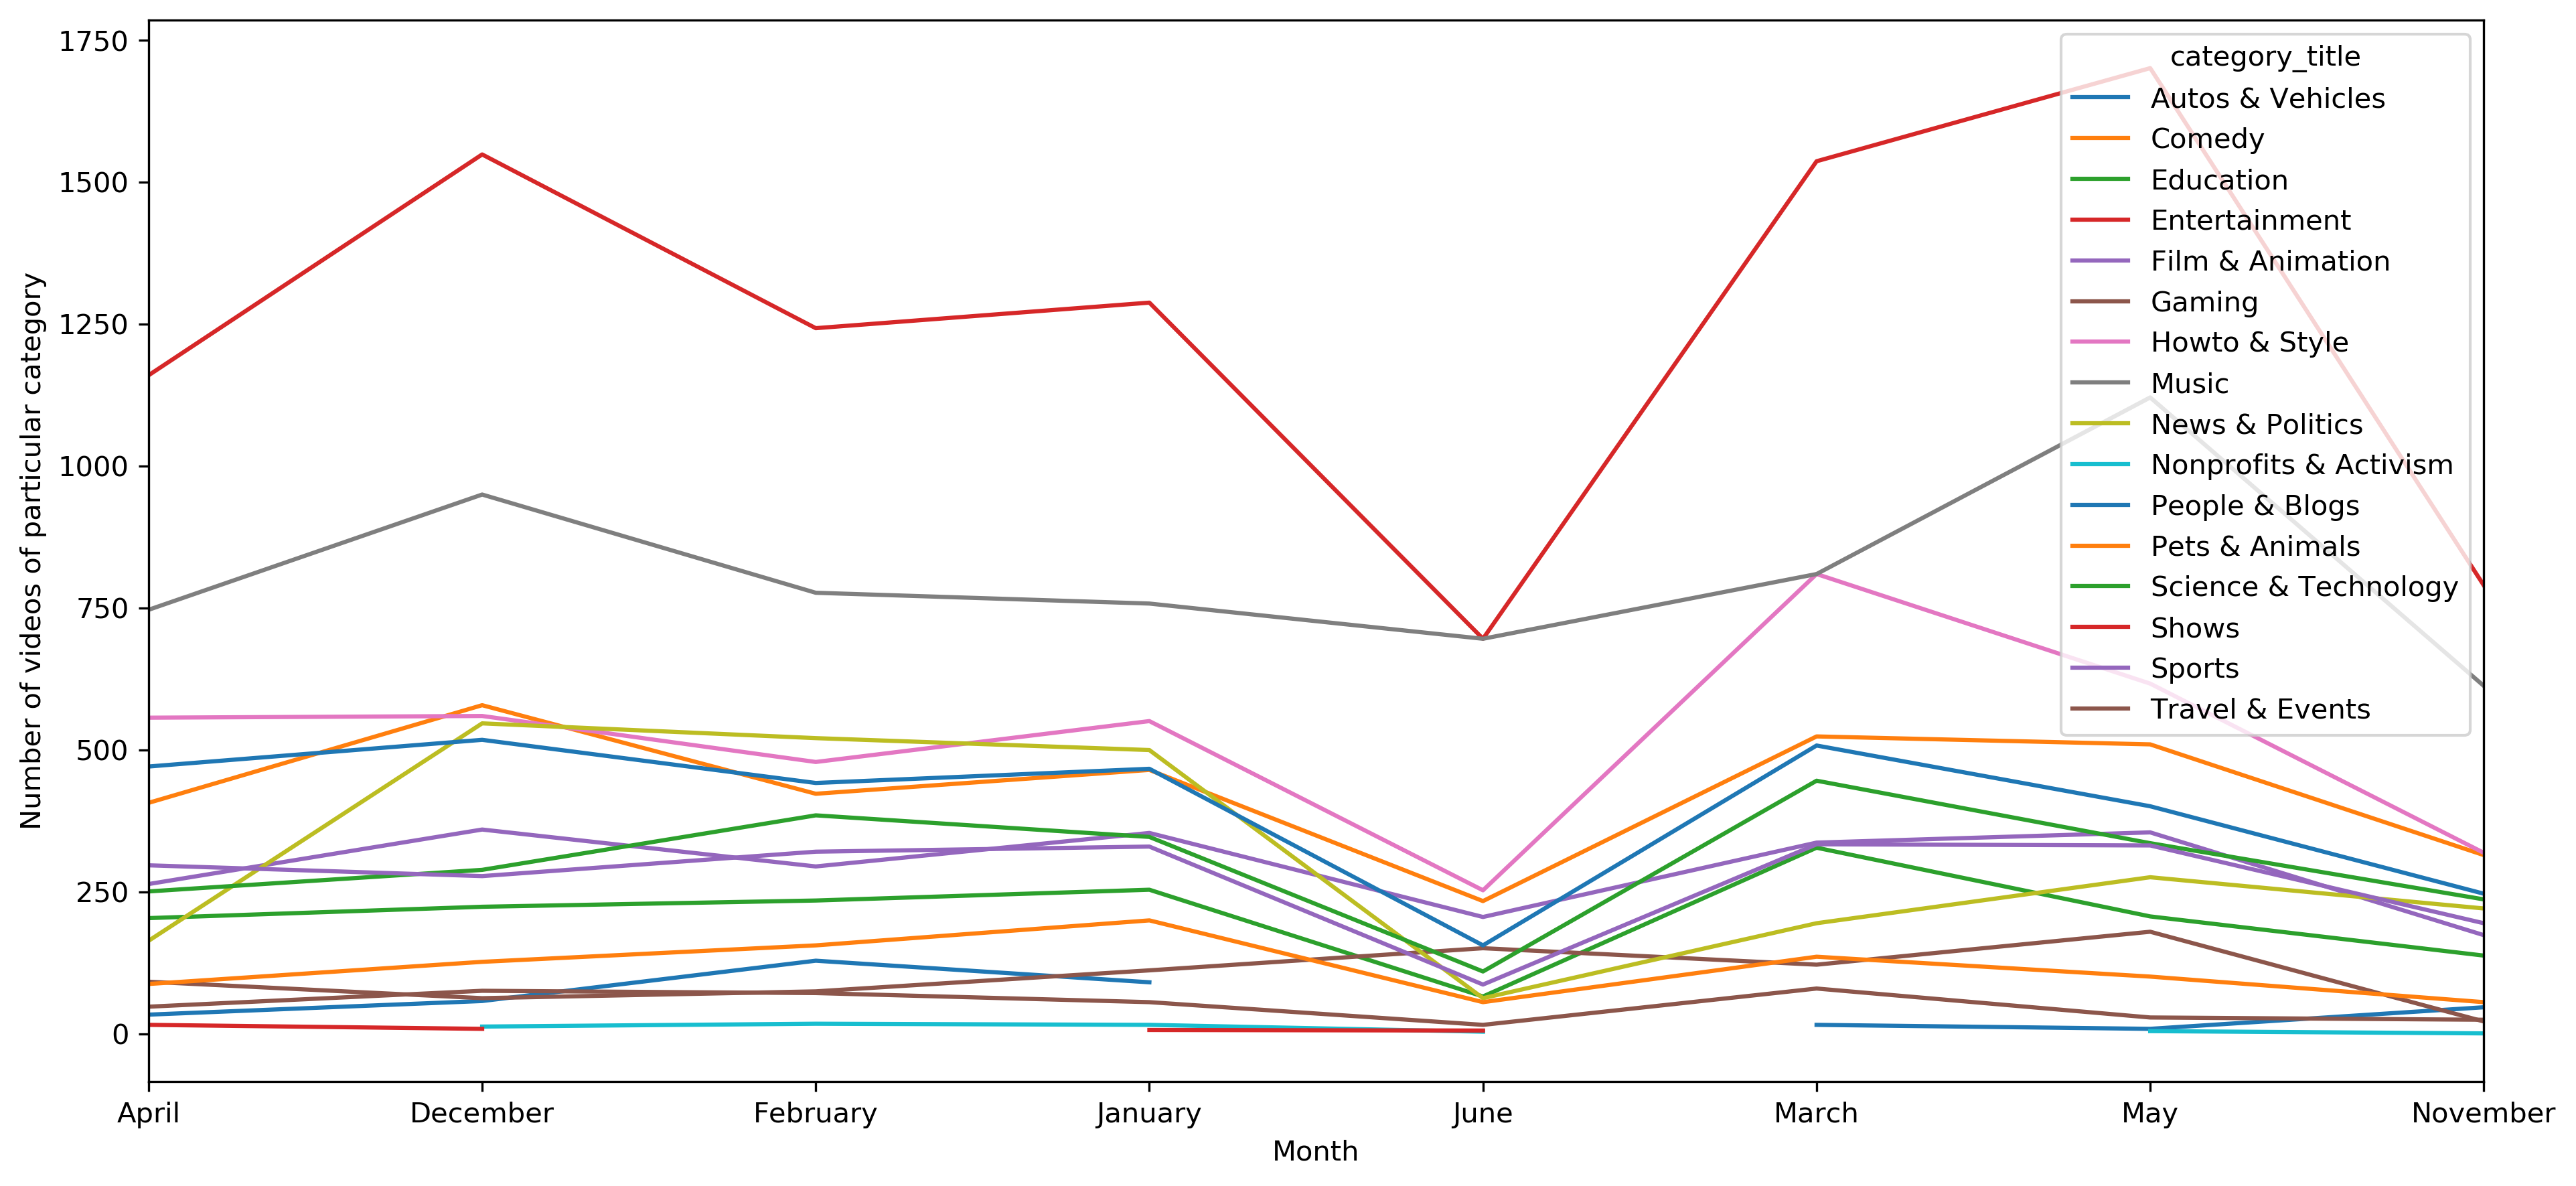 1750
1500
1250
1000
750
500
250
0
Number of videos of particular category
category_title
Autos & Vehicles
Comedy
Education
Entertainment
Film & Animation
Gaming
Howto & Style
Music
News & Politics
Nonprofits & Activism
People & Blogs
Pets & Animals
Science & Technology
Shows
Sports
Travel & Events
April December February January June March May November
Month